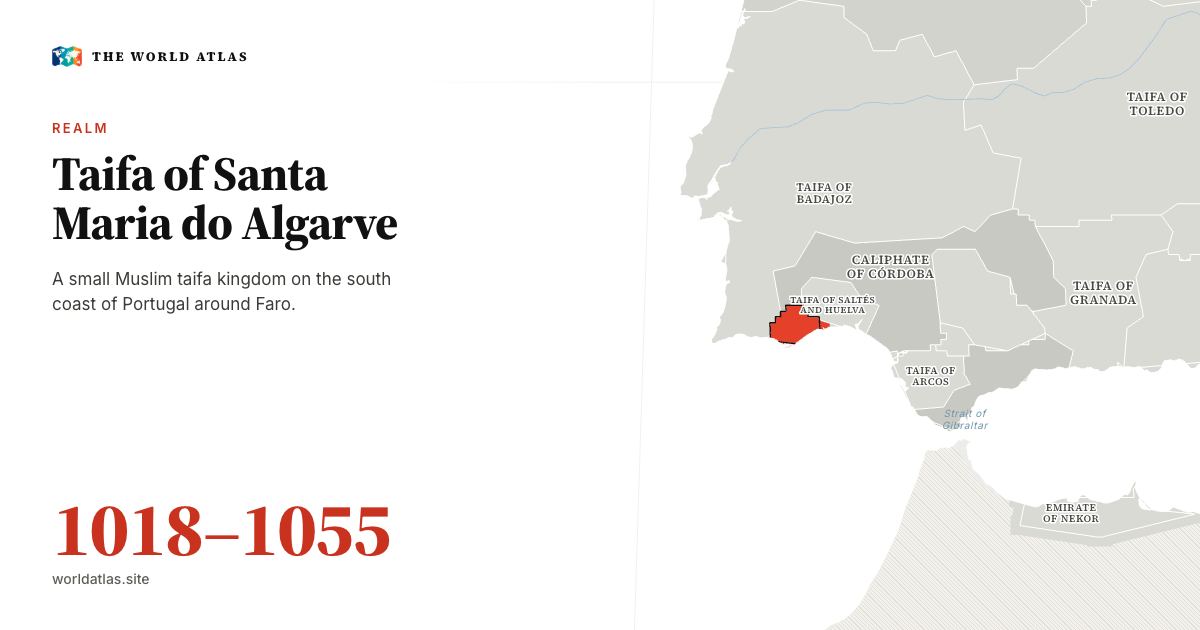 THE WORLD ATLAS
REALM
Taifa of Santa
Maria do Algarve
A small Muslim taifa kingdom on the south
coast of Portugal around Faro.
1018–1055
worldatlas.site
TAIFA OF
TOLEDO
TAIFA OF
BADAJOZ
CALIPHATE
OF CÓRDOBA
TAIFA OF
GRANADA
TAIFA OF SALTÉS
AND HUELVA
TAIFA OF
ARCOS
Strait of
Gibraltar
EMIRATE
OF NEKOR